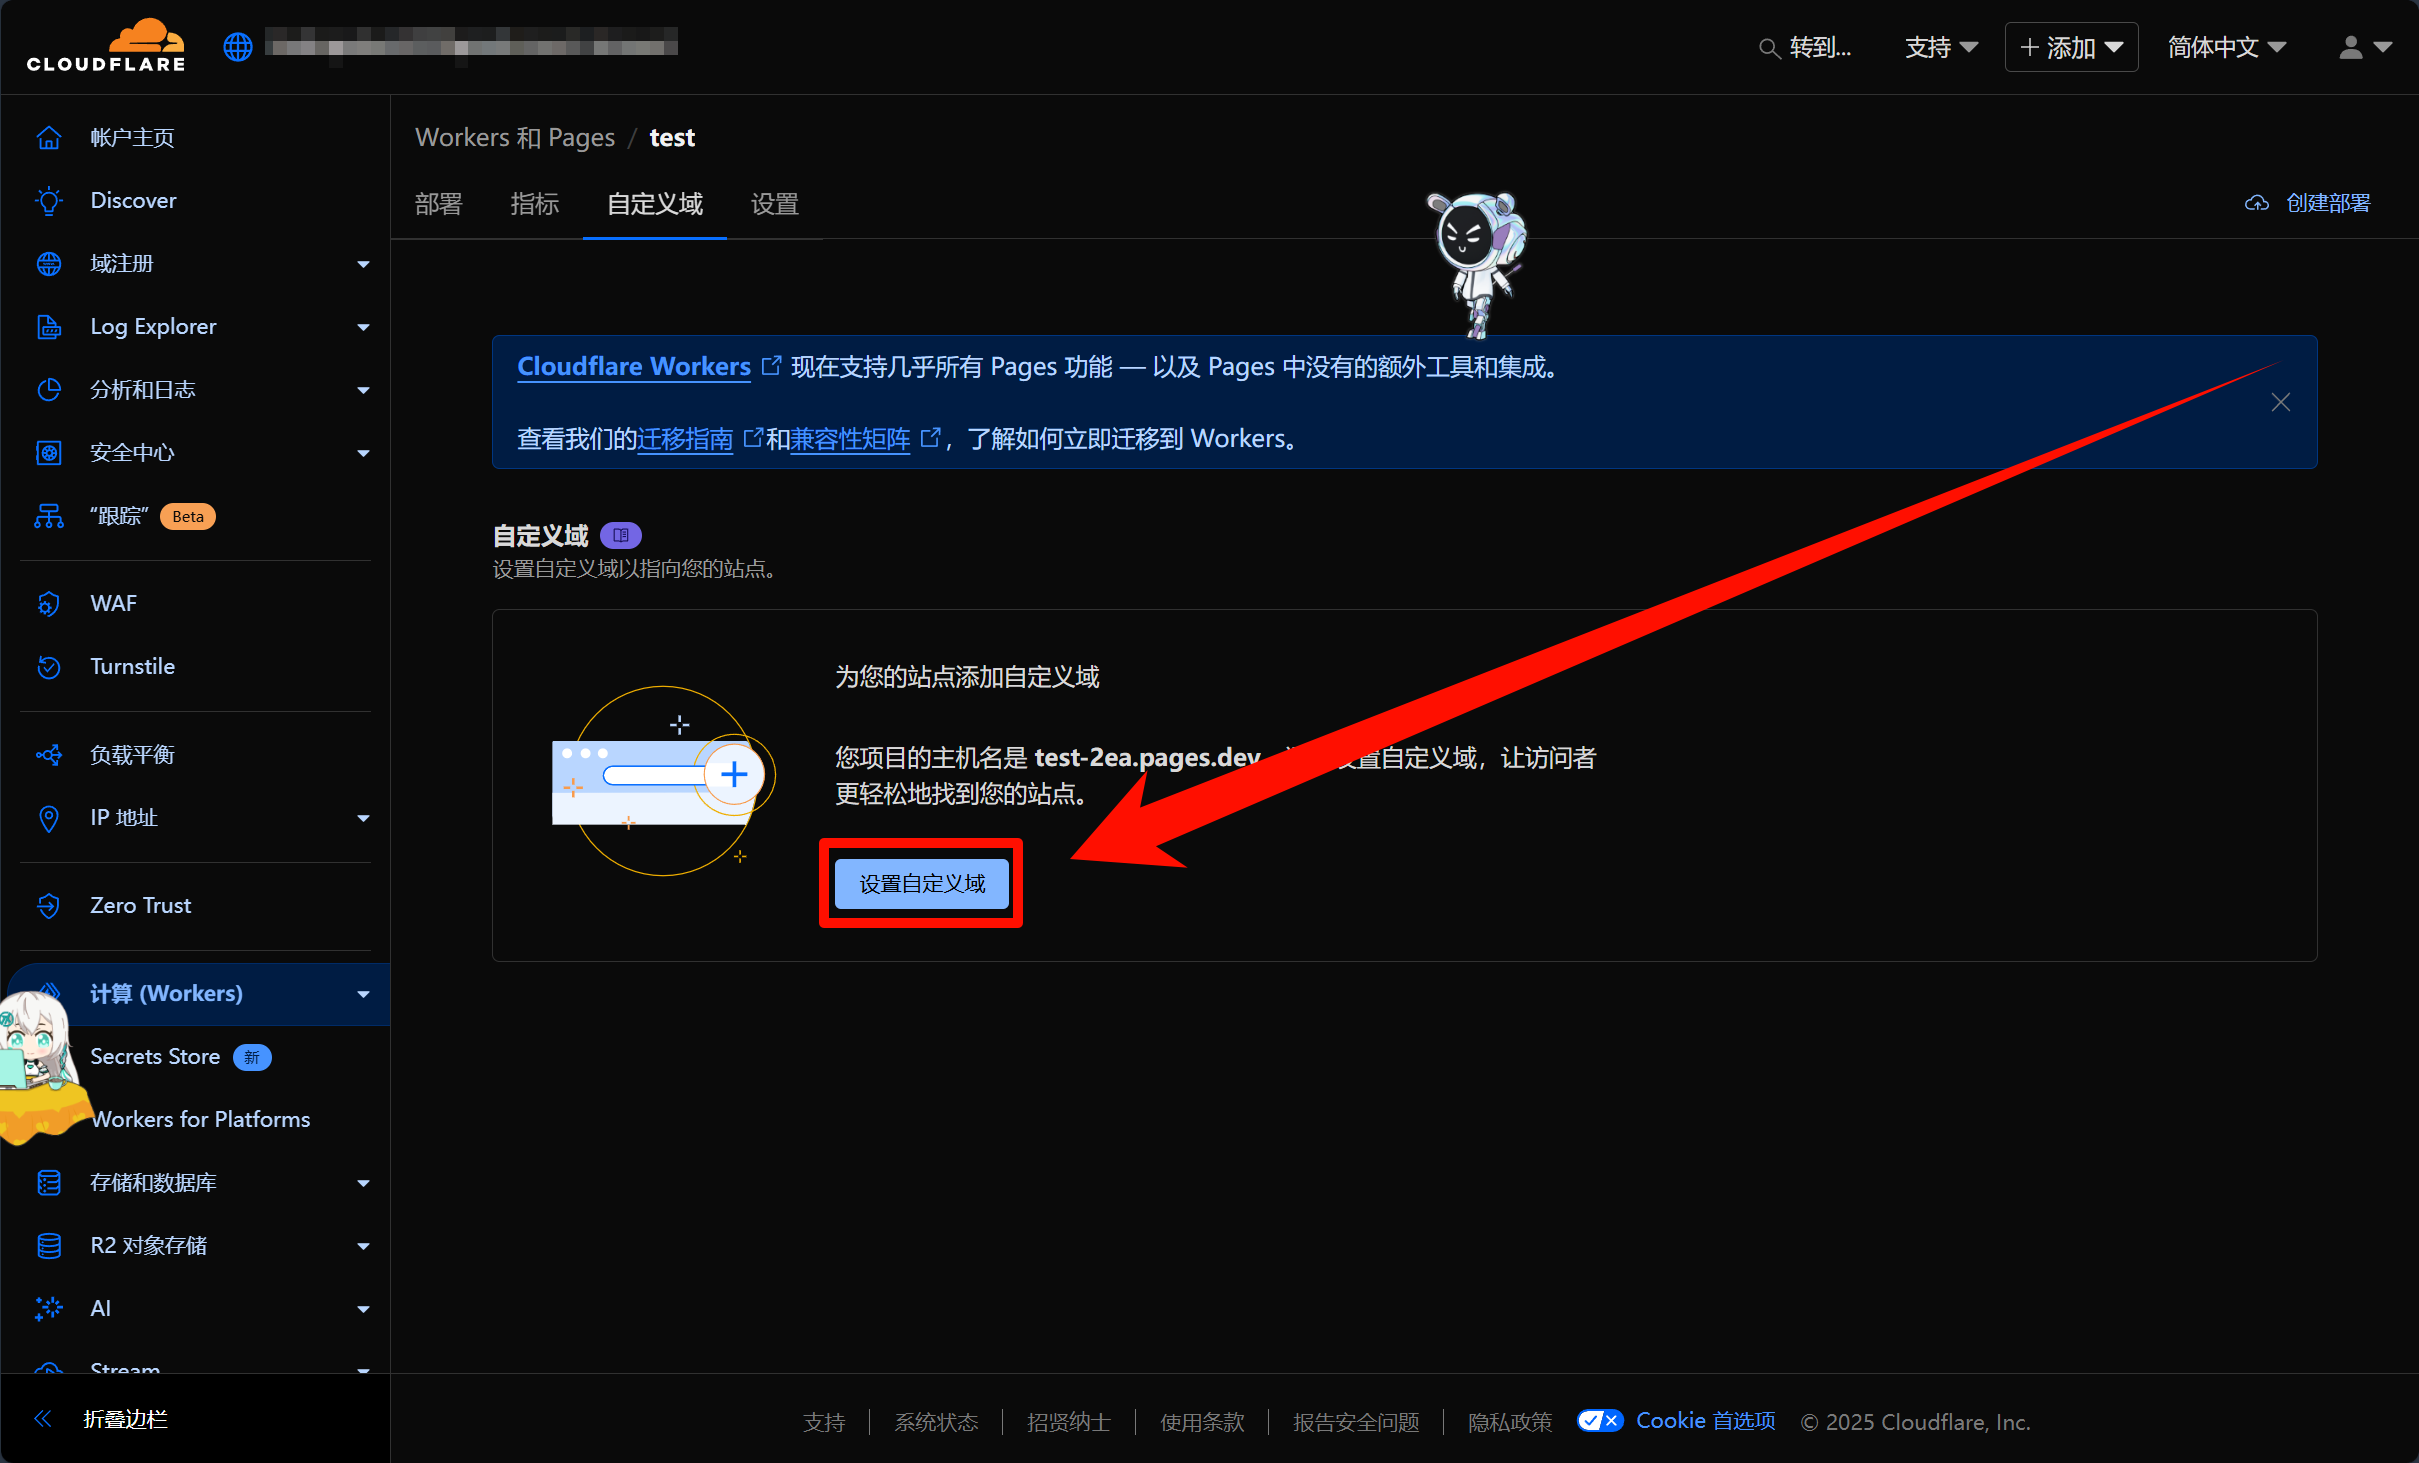 CLOUDFLARE
转到...
支持
添加
简体中文
帐户主页
Discover
域注册
Log Explorer
分析和日志
安全中心
“跟踪” Beta
WAF
Turnstile
负载平衡
IP 地址
Zero Trust
计算 (Workers)
Secrets Store 新
Workers for Platforms
存储和数据库
R2 对象存储
AI
Stream
折叠边栏
Workers 和 Pages / test
部署 指标 自定义域 设置
创建部署
Cloudflare Workers 现在支持几乎所有 Pages 功能 — 以及 Pages 中没有的额外工具和集成。
查看我们的迁移指南 和兼容性矩阵 ，了解如何立即迁移到 Workers。
自定义域
设置自定义域以指向您的站点。
为您的站点添加自定义域
您项目的主机名是 test-2ea.pages.dev 置自定义域，让访问者
更轻松地找到您的站点。
设置自定义域
支持 | 系统状态 | 招贤纳士 | 使用条款 | 报告安全问题 | 隐私政策 Cookie 首选项 © 2025 Cloudflare, Inc.